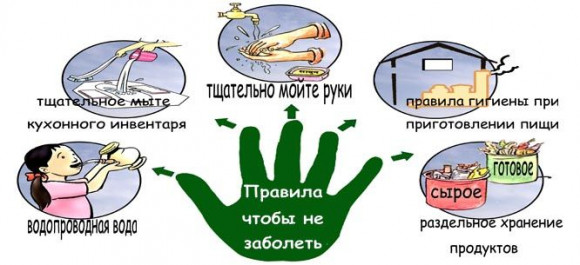 тщательно мойте руки
тщательное мытье
кухонного инвентаря
правила гигиены при
приготовлении пищи
водопроводная вода
Правила
чтобы не
заболеть
сырое
готовое
раздельное хранение
продуктов